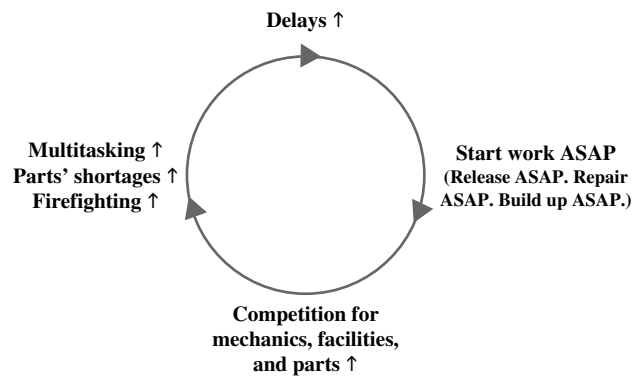 Delays ↑
Start work ASAP
(Release ASAP. Repair
ASAP. Build up ASAP.)
Competition for
mechanics, facilities,
and parts ↑
Multitasking ↑
Parts’ shortages ↑
Firefighting ↑